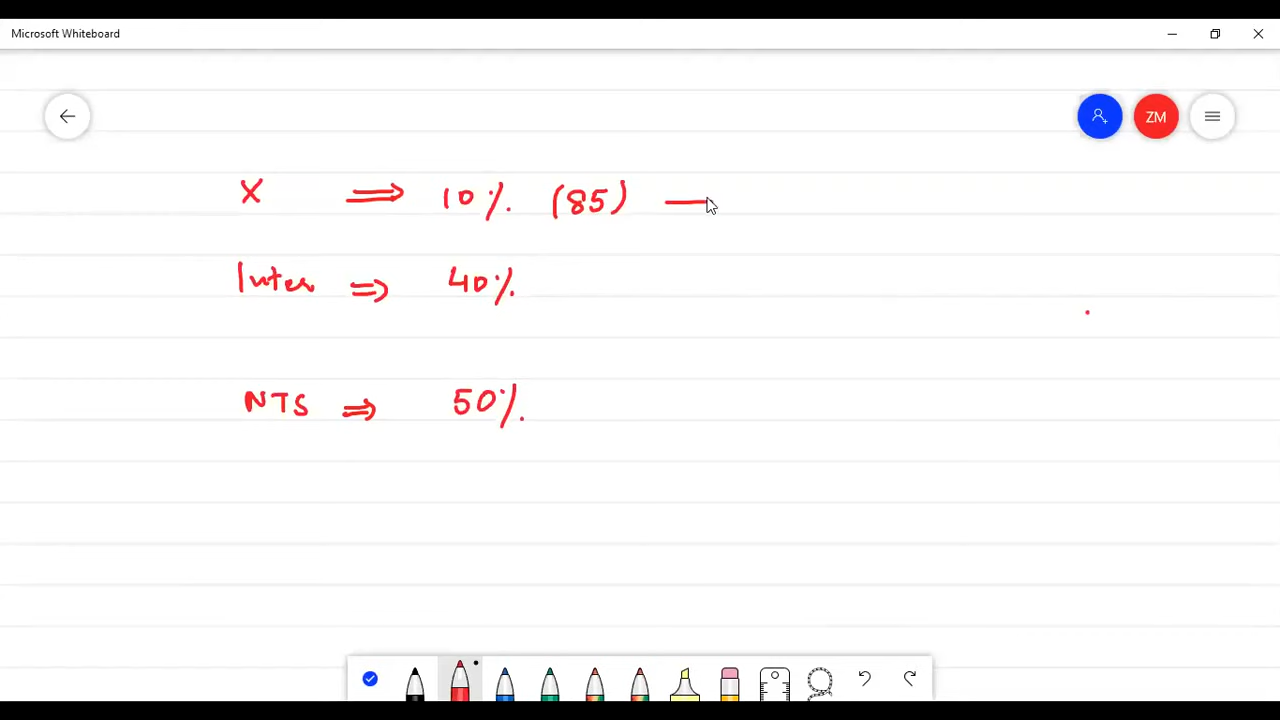 Microsoft Whiteboard
ZM
X ⇒ 10% (85) —
Inter ⇒ 40%
NTS ⇒ 50%